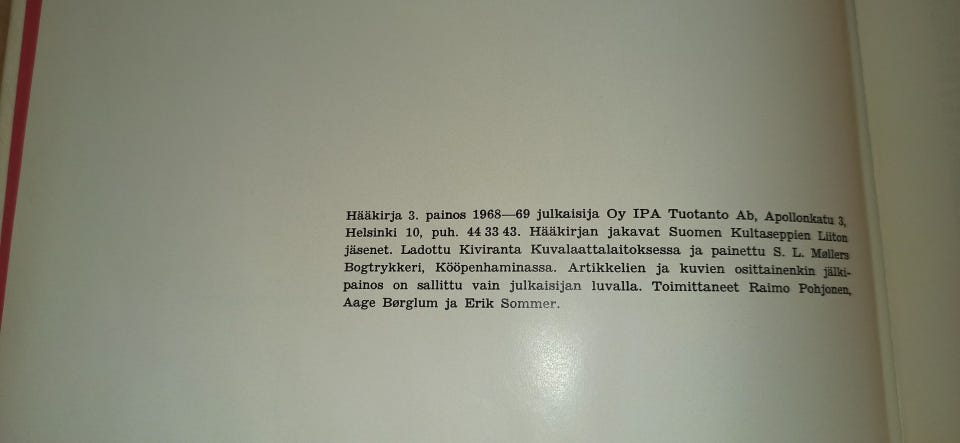 Hääkirja 3. painos 1968—69 julkaisija Oy IPA Tuotanto Ab, Apollonkatu 3,
Helsinki 10, puh. 44 33 43. Hääkirjan jakavat Suomen Kultaseppien Liiton
jäsenet. Ladottu Kiviranta Kuvalaattalaitoksessa ja painettu S. L. Møllers
Bogtrykkeri, Kööpenhaminassa. Artikkelien ja kuvien osittainenkin jälki-
painos on sallittu vain julkaisijan luvalla. Toimittaneet Raimo Pohjonen,
Aage Børglum ja Erik Sommer.